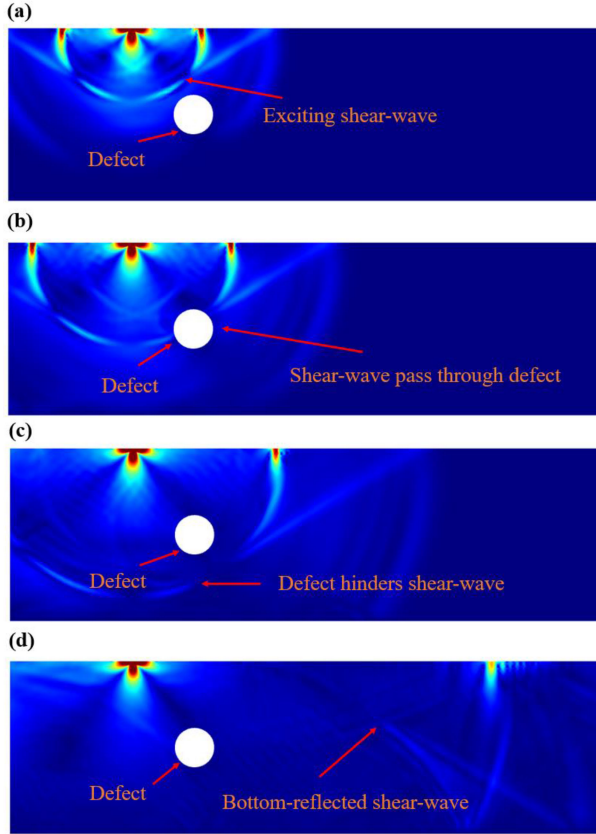 (a)
Exciting shear-wave
Defect
(b)
Defect
Shear-wave pass through defect
(c)
Defect
Defect hinders shear-wave
(d)
Defect
Bottom-reflected shear-wave